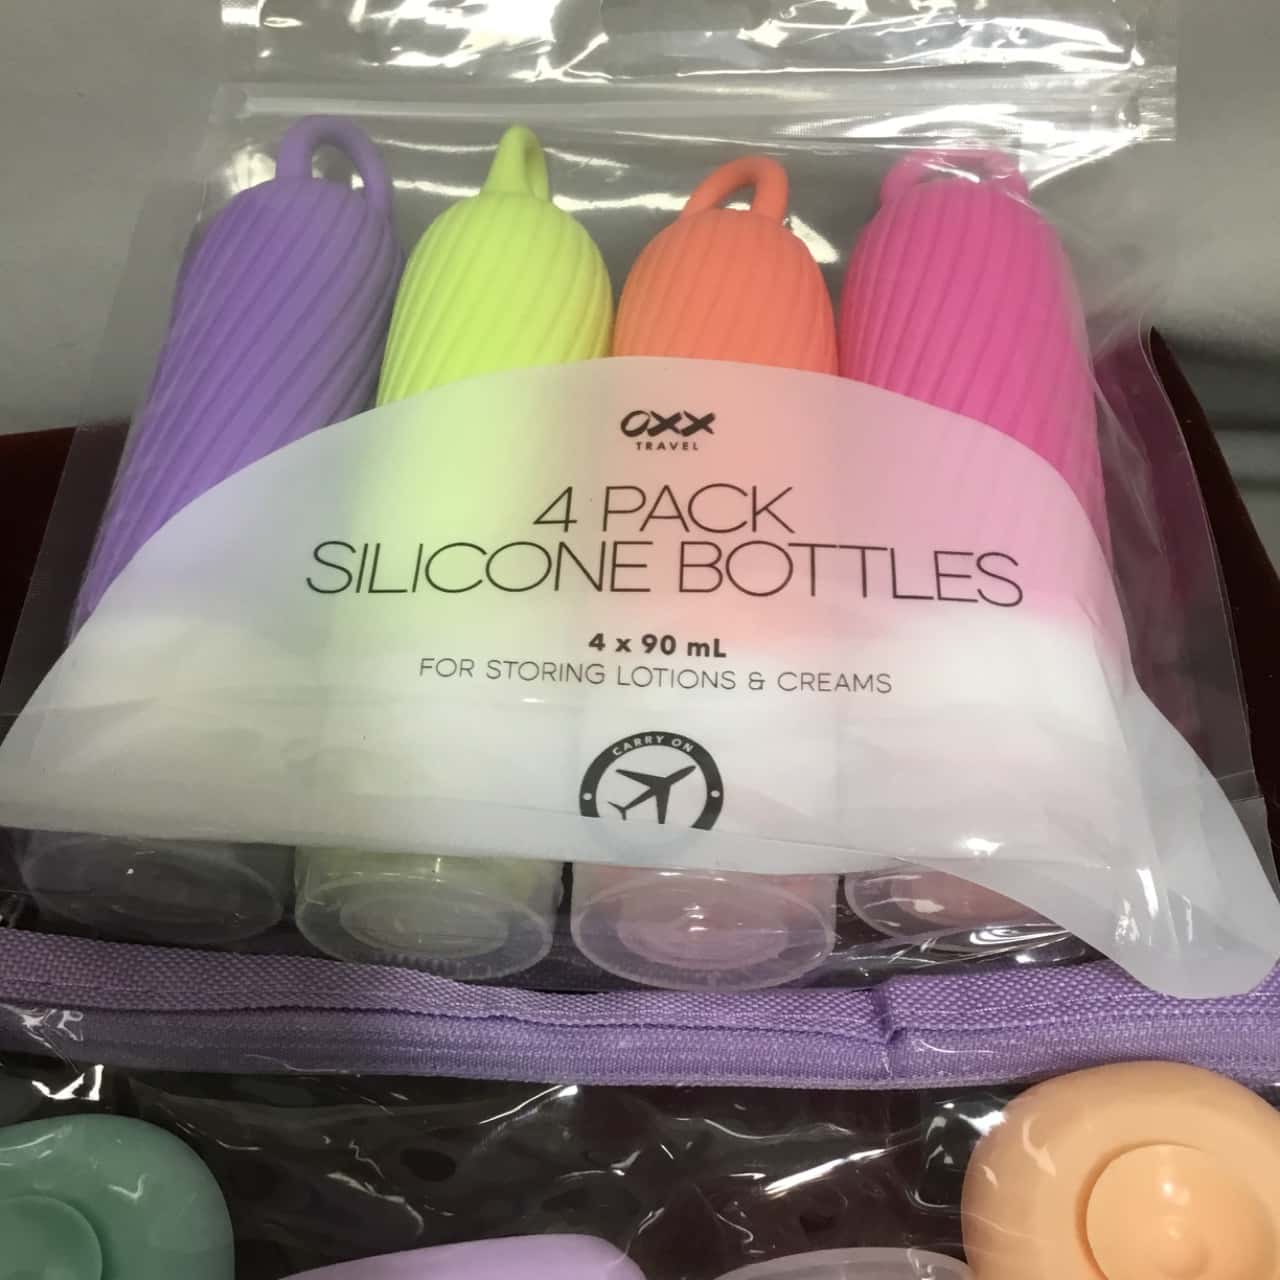 OXX
TRAVEL
4 PACK
SILICONE BOTTLES
4 x 90 mL
FOR STORING LOTIONS & CREAMS
CARRY ON